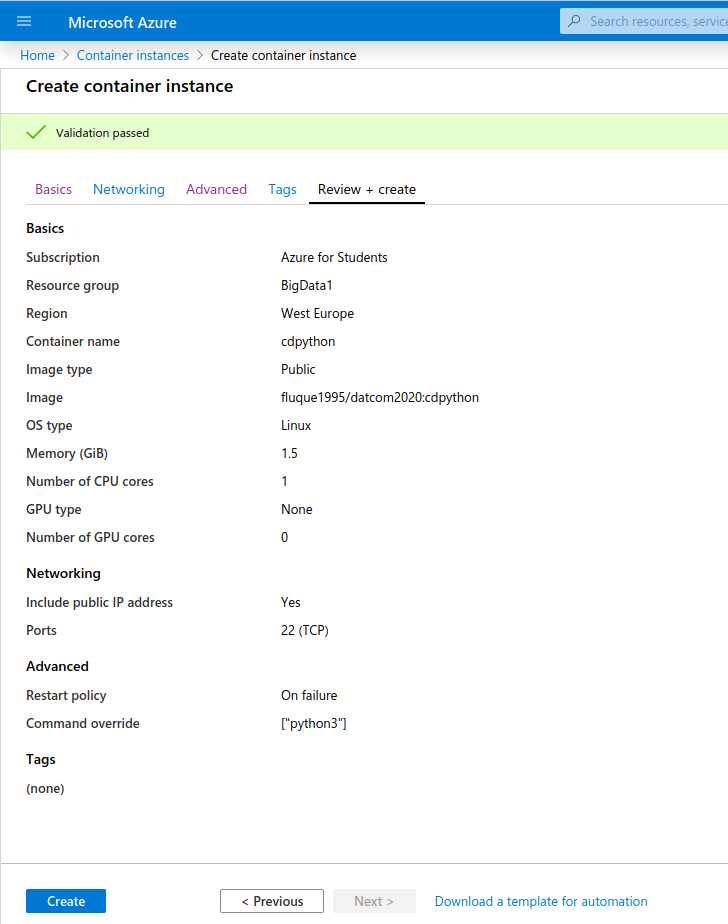 Microsoft Azure
Search resources, service
Home > Container instances > Create container instance
Create container instance
Validation passed
Basics Networking Advanced Tags Review + create
Basics
Subscription Azure for Students
Resource group BigData1
Region West Europe
Container name cdpython
Image type Public
Image fluque1995/datcom2020:cdpython
OS type Linux
Memory (GiB) 1.5
Number of CPU cores 1
GPU type None
Number of GPU cores 0
Networking
Include public IP address Yes
Ports 22 (TCP)
Advanced
Restart policy On failure
Command override ["python3"]
Tags
(none)
Create < Previous Next > Download a template for automation